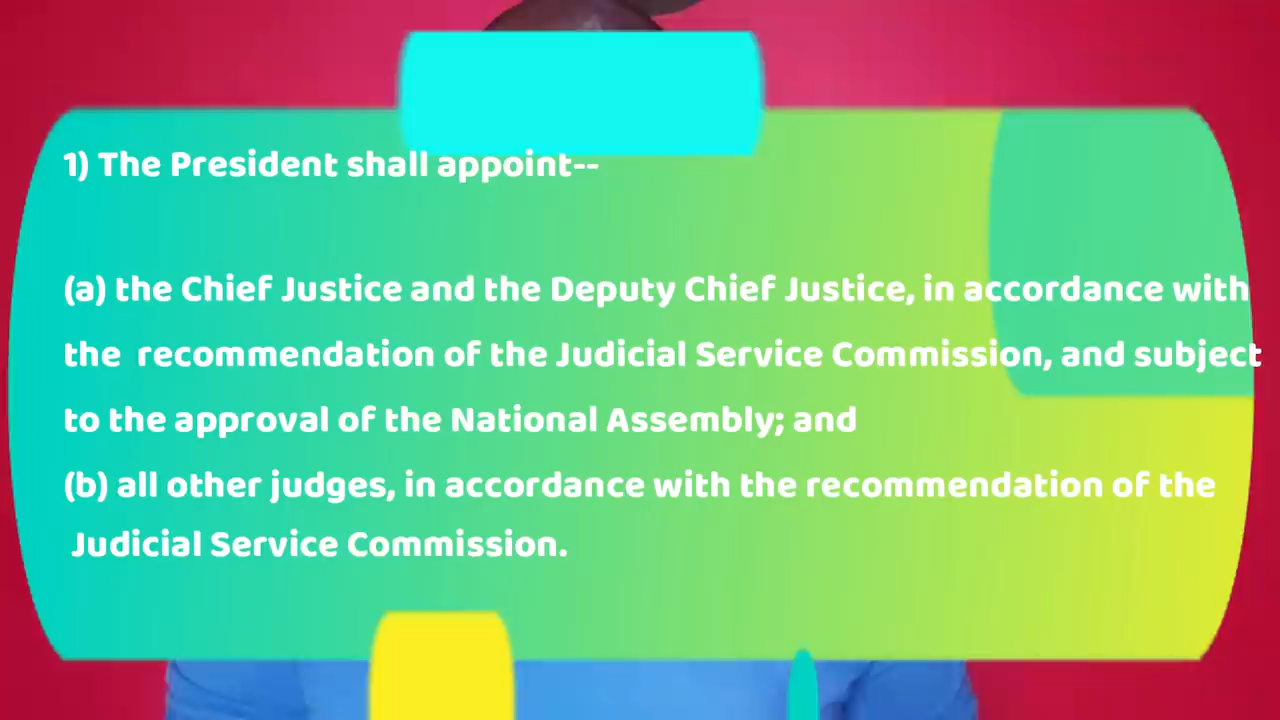 1) The President shall appoint--
(a) the Chief Justice and the Deputy Chief Justice, in accordance with
the recommendation of the Judicial Service Commission, and subject
to the approval of the National Assembly; and
(b) all other judges, in accordance with the recommendation of the
Judicial Service Commission.